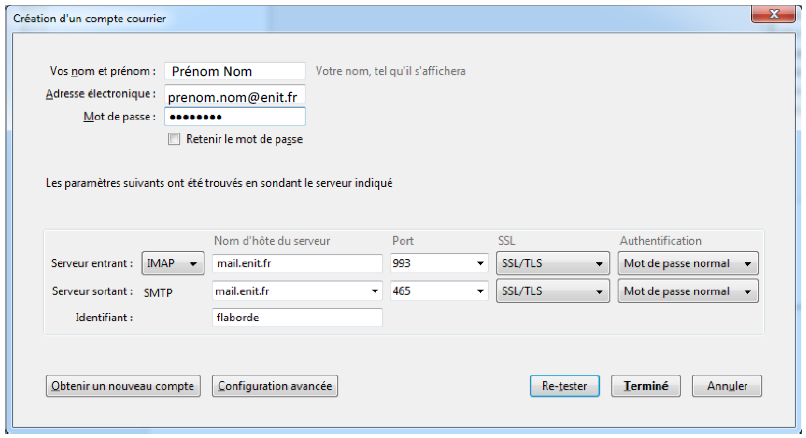 Création d'un compte courrier
x
Vos nom et prénom : Prénom Nom Votre nom, tel qu'il s'affichera
Adresse électronique : prenom.nom@enit.fr
Mot de passe : ••••••••
Retenir le mot de passe
Les paramètres suivants ont été trouvés en sondant le serveur indiqué
Nom d'hôte du serveur Port SSL Authentification
Serveur entrant : IMAP mail.enit.fr 993 SSL/TLS Mot de passe normal
Serveur sortant : SMTP mail.enit.fr 465 SSL/TLS Mot de passe normal
Identifiant : flaborde
Obtenir un nouveau compte Configuration avancée Re-tester Terminé Annuler